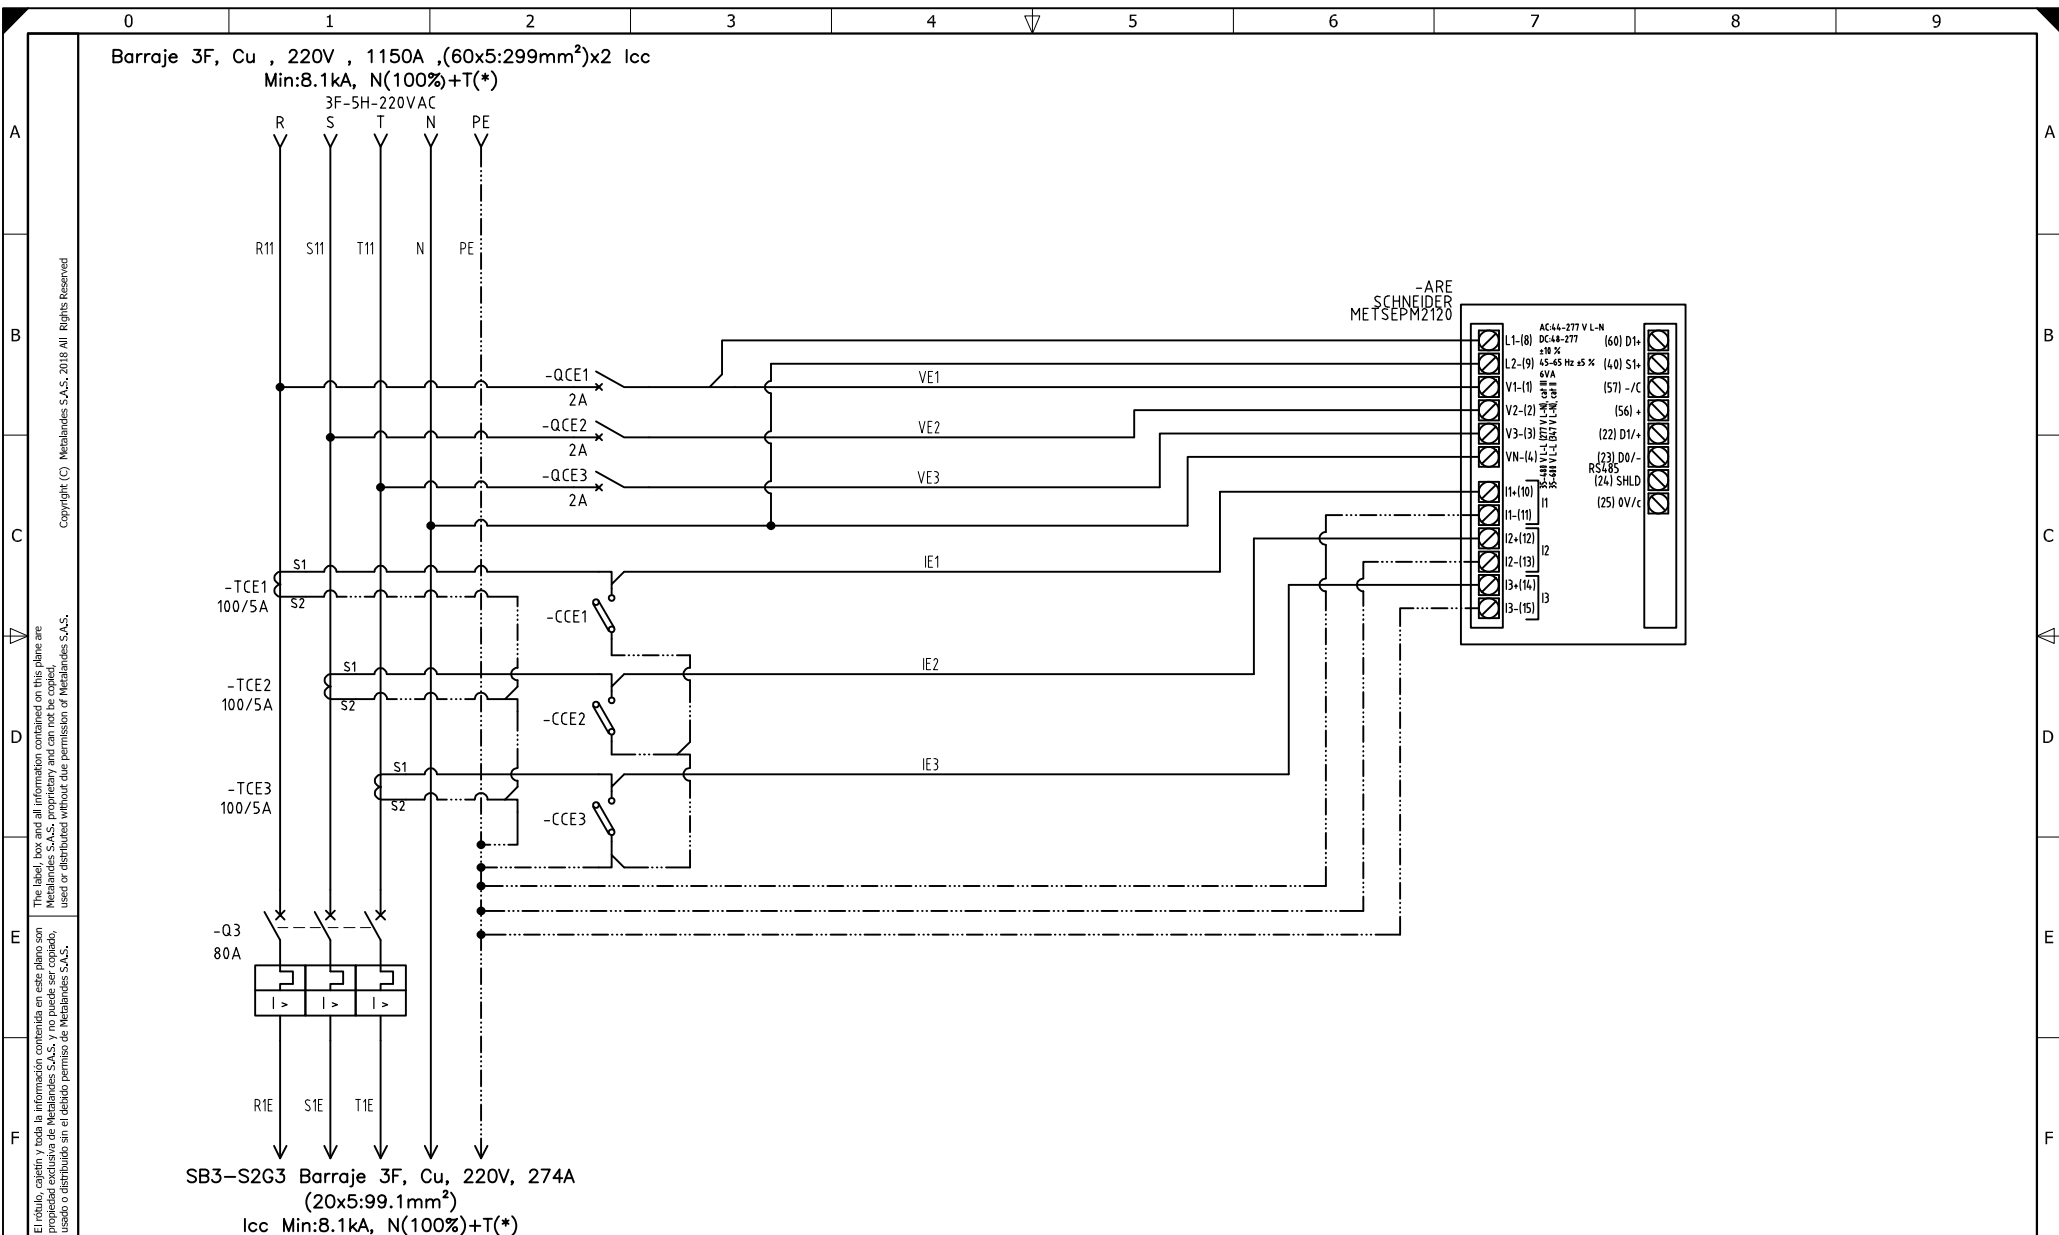 0 1 2 3 4 5 6 7 8 9
Barraje 3F, Cu , 220V , 1150A ,(60x5:299mm²)x2 Icc
Min:8.1kA, N(100%)+T(*)
3F-5H-220VAC
R S T N PE
A A
R11 S11 T11 N PE
B B
-ARE
SCHNEIDER
METSEPM2120
AC:44-277 V L-N
DC:48-277
±10 %
45-65 Hz ±5 %
6VA
35-480 V L-L (277 V L-N), cat III
35-600 V L-L (347 V L-N), cat II
L1-(8)
L2-(9)
V1-(1)
V2-(2)
V3-(3)
VN-(4)
I1+(10)
I1-(11)
I1
I2+(12)
I2-(13)
I2
I3+(14)
I3-(15)
I3
(60) D1+
(40) S1+
(57) -/C
(56) +
(22) D1/+
(23) D0/-
RS485
(24) SHLD
(25) 0V/c
-QCE1
2A
VE1
-QCE2
2A
VE2
-QCE3
2A
VE3
C C
-TCE1
100/5A
S1
S2
IE1
-CCE1
-TCE2
100/5A
S1
S2
IE2
-CCE2
D D
-TCE3
100/5A
S1
S2
IE3
-CCE3
E E
-Q3
80A
I > I > I >
R1E S1E T1E
F F
SB3-S2G3 Barraje 3F, Cu, 220V, 274A
(20x5:99.1mm²)
Icc Min:8.1kA, N(100%)+T(*)
Copyright (C) Metalandes S.A.S. 2018 All Rights Reserved
The label, box and all information contained on this plane are
Metalandes S.A.S. proprietary and can not be copied,
used or distributed without due permission of Metalandes S.A.S.
El rótulo, cajetín y toda la información contenida en este plano son
propiedad exclusiva de Metalandes S.A.S. y no puede ser copiado,
usado o distribuido sin el debido permiso de Metalandes S.A.S.